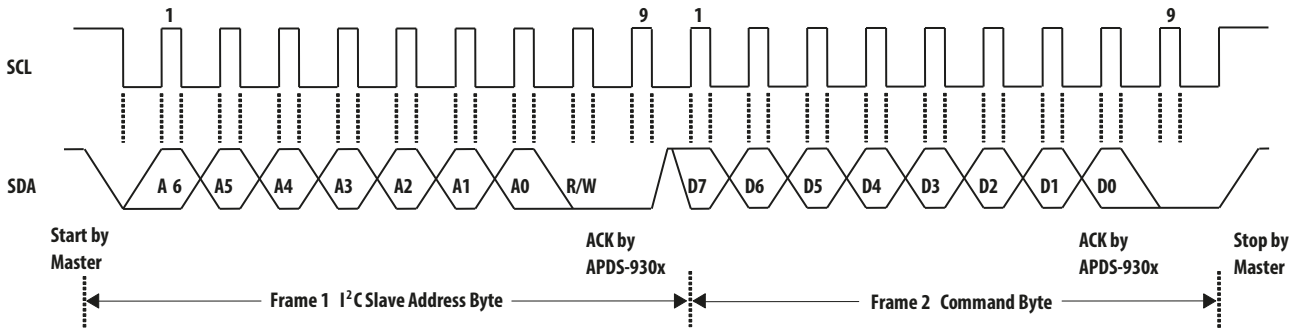 1 9 1 9
SCL
SDA A 6 A5 A4 A3 A2 A1 A0 R/W D7 D6 D5 D4 D3 D2 D1 D0
Start by
Master
ACK by
APDS-930x
ACK by
APDS-930x
Stop by
Master
Frame 1 I²C Slave Address Byte
Frame 2 Command Byte